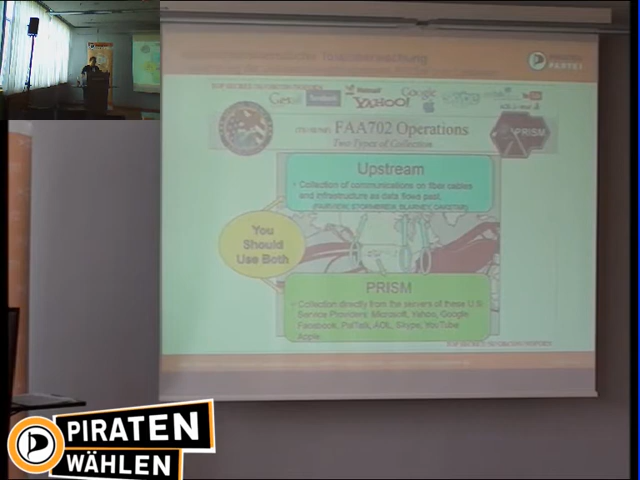 PARTEI
Gmail
Hotmail
Google
YAHOO!
FAA702 Operations
Two Types of Collection
PRISM
Upstream
• Collection of communications on fiber cables
and infrastructure as data flows past.
(FAIRVIEW, STORMBREW, BLARNEY, OAKSTAR)
You
Should
Use Both
PRISM
• Collection directly from the servers of these U.S.
Service Providers: Microsoft, Yahoo, Google
Facebook, PalTalk, AOL, Skype, YouTube
Apple.
PIRATEN
WÄHLEN